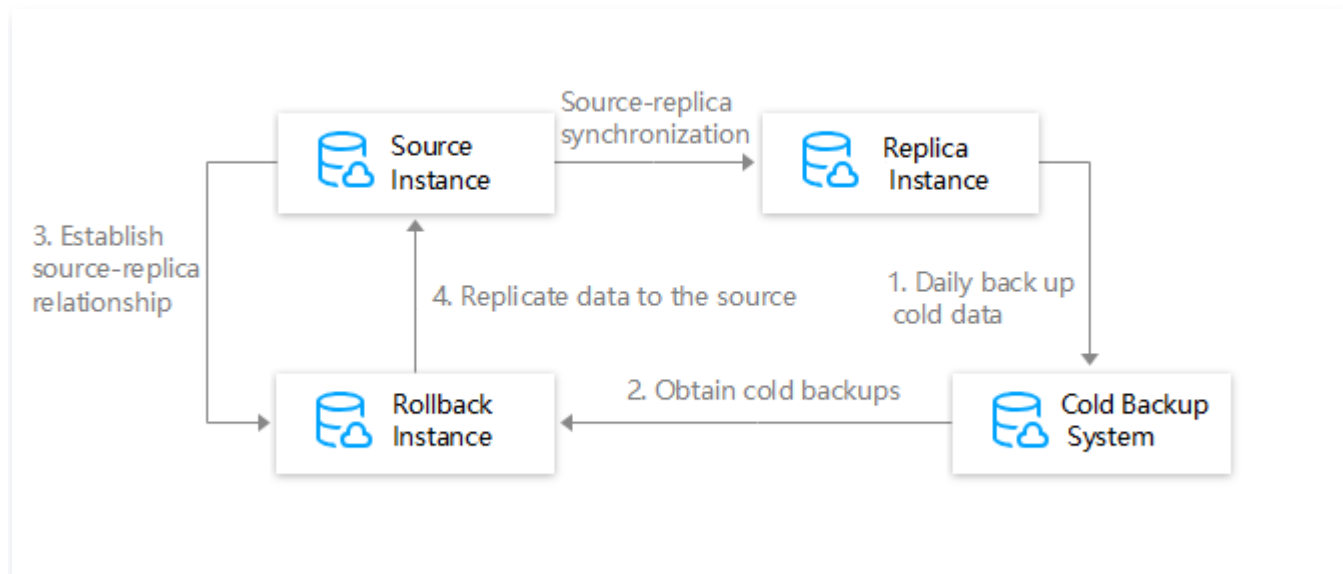 Source-replica
synchronization
Source
Instance
Replica
Instance
3. Establish
source-replica
relationship
1. Daily back up
cold data
4. Replicate data to the source
2. Obtain cold backups
Rollback
Instance
Cold Backup
System